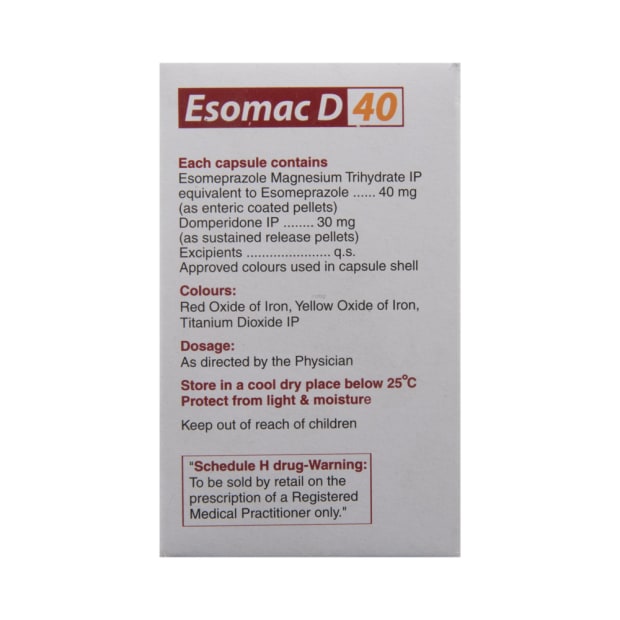 Esomac D 40
Each capsule contains
Esomeprazole Magnesium Trihydrate IP
equivalent to Esomeprazole ...... 40 mg
(as enteric coated pellets)
Domperidone IP ........ 30 mg
(as sustained release pellets)
Excipients ...................... q.s.
Approved colours used in capsule shell
Colours:
Red Oxide of Iron, Yellow Oxide of Iron,
Titanium Dioxide IP
Dosage:
As directed by the Physician
Store in a cool dry place below 25°C
Protect from light & moisture
Keep out of reach of children
"Schedule H drug-Warning:
To be sold by retail on the
prescription of a Registered
Medical Practitioner only."